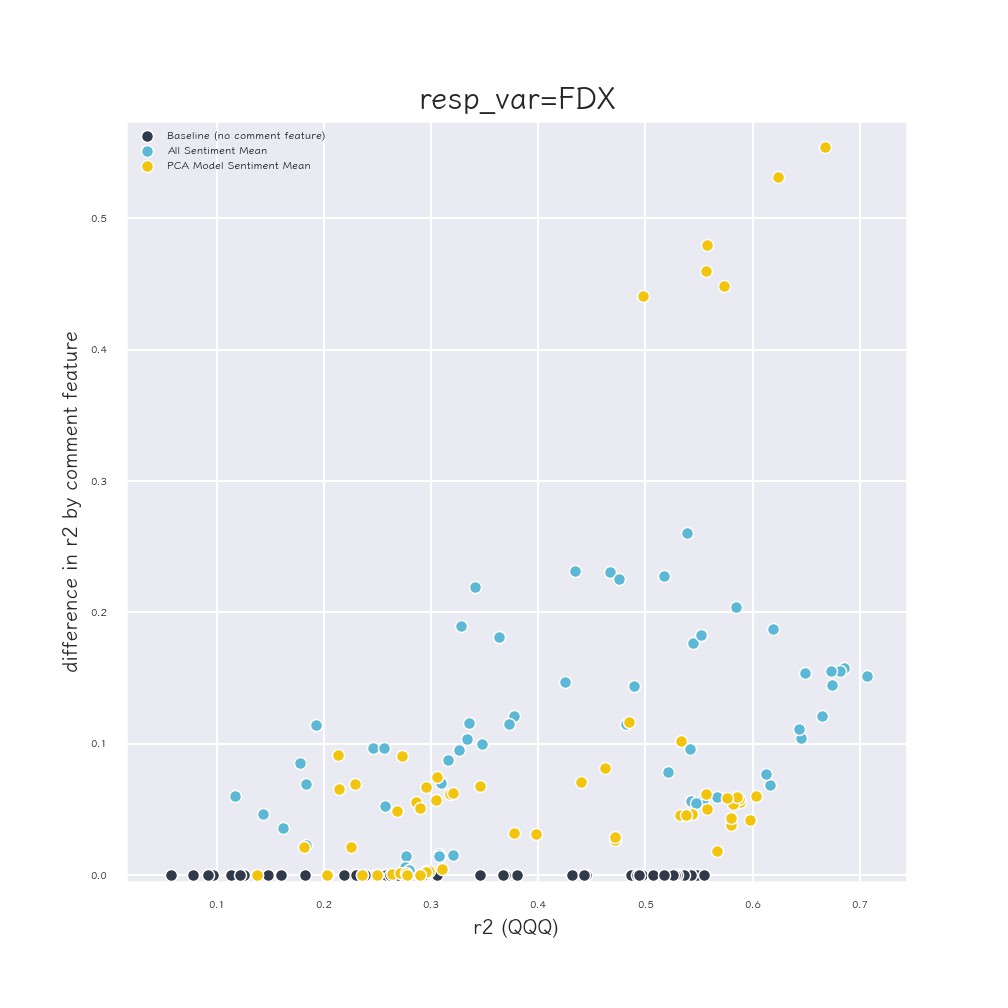 resp_var=FDX
Baseline (no comment feature)
All Sentiment Mean
PCA Model Sentiment Mean
difference in r2 by comment feature
0.5
0.4
0.3
0.2
0.1
0.0
0.1 0.2 0.3 0.4 0.5 0.6 0.7
r2 (QQQ)